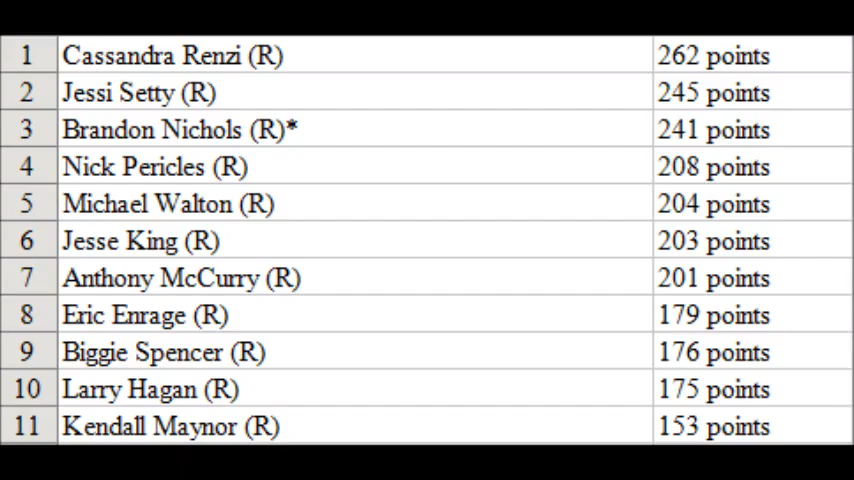 1 Cassandra Renzi (R) 262 points
2 Jessi Setty (R) 245 points
3 Brandon Nichols (R)* 241 points
4 Nick Pericles (R) 208 points
5 Michael Walton (R) 204 points
6 Jesse King (R) 203 points
7 Anthony McCurry (R) 201 points
8 Eric Enrage (R) 179 points
9 Biggie Spencer (R) 176 points
10 Larry Hagan (R) 175 points
11 Kendall Maynor (R) 153 points